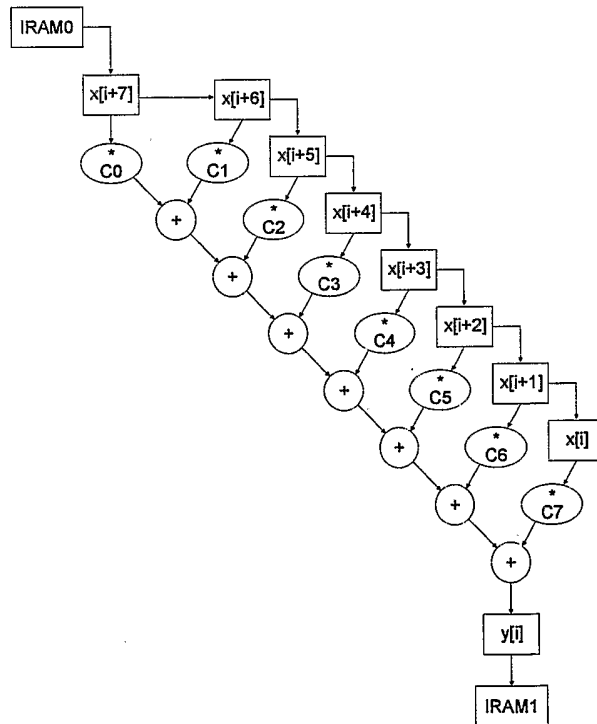 IRAM0
x[i+7]
x[i+6]
*
C0
*
C1
x[i+5]
+
*
C2
x[i+4]
+
*
C3
x[i+3]
+
*
C4
x[i+2]
+
*
C5
x[i+1]
+
*
C6
x[i]
+
*
C7
+
y[i]
IRAM1